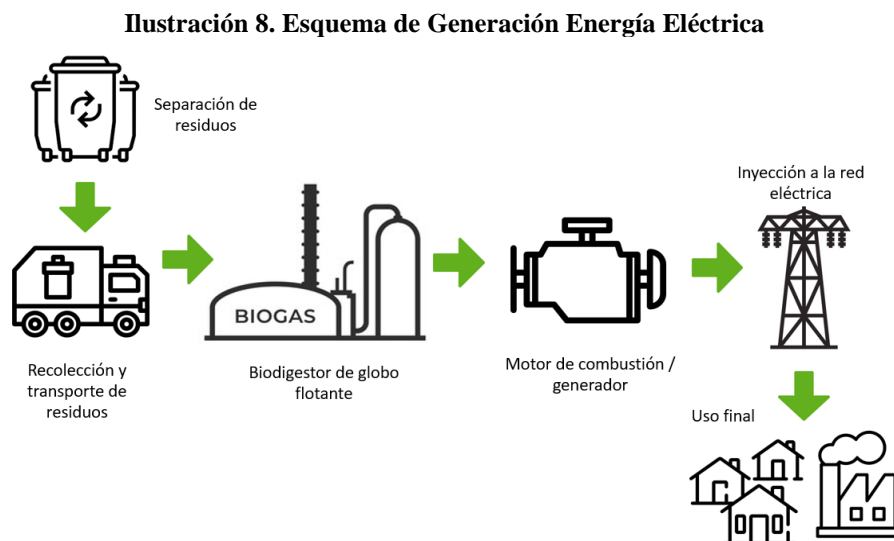 Ilustración 8. Esquema de Generación Energía Eléctrica
Separación de
residuos
Recolección y
transporte de
residuos
BIOGAS
Biodigestor de globo
flotante
Motor de combustión /
generador
Inyección a la red
eléctrica
Uso final